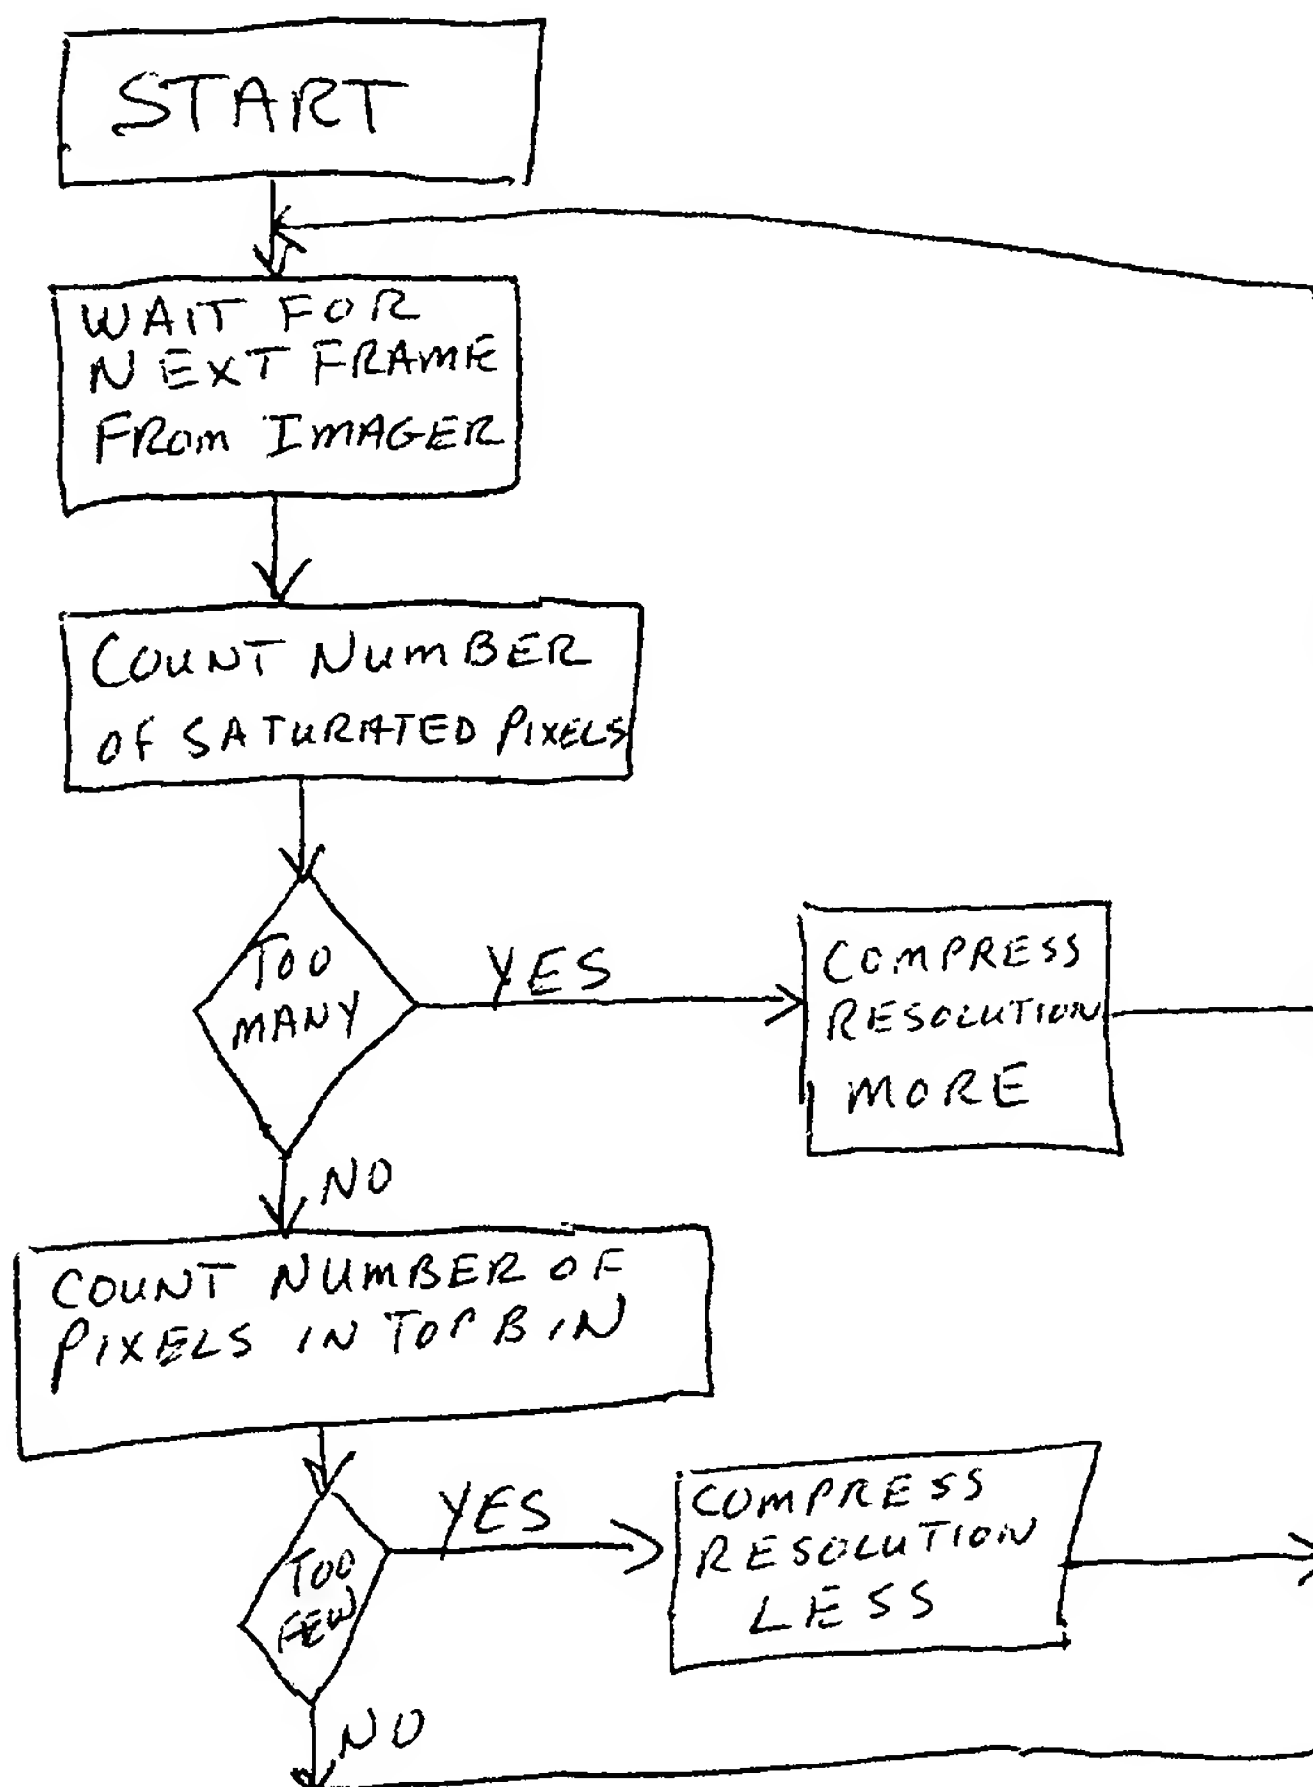 START
WAIT FOR
NEXT FRAME
FROM IMAGER
COUNT NUMBER
OF SATURATED PIXELS
TOO
MANY
YES
COMPRESS
RESOLUTION
MORE
NO
COUNT NUMBER OF
PIXELS IN TOP BIN
TOO
FEW
YES
COMPRESS
RESOLUTION
LESS
NO